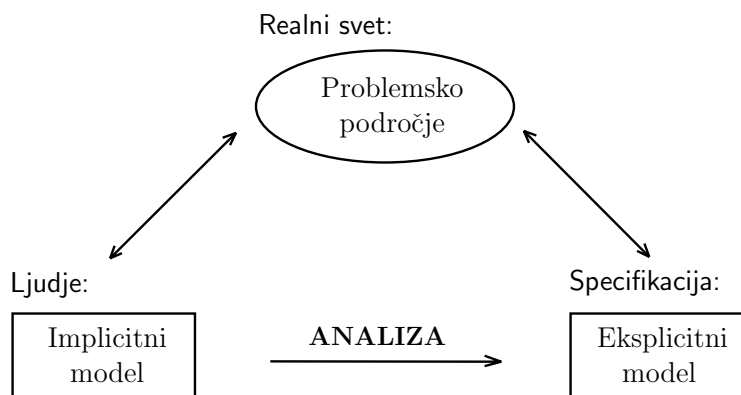 Realni svet:
Problemsko
področje
Ljudje:
Specifikacija:
Implicitni
model
ANALIZA
Eksplicitni
model